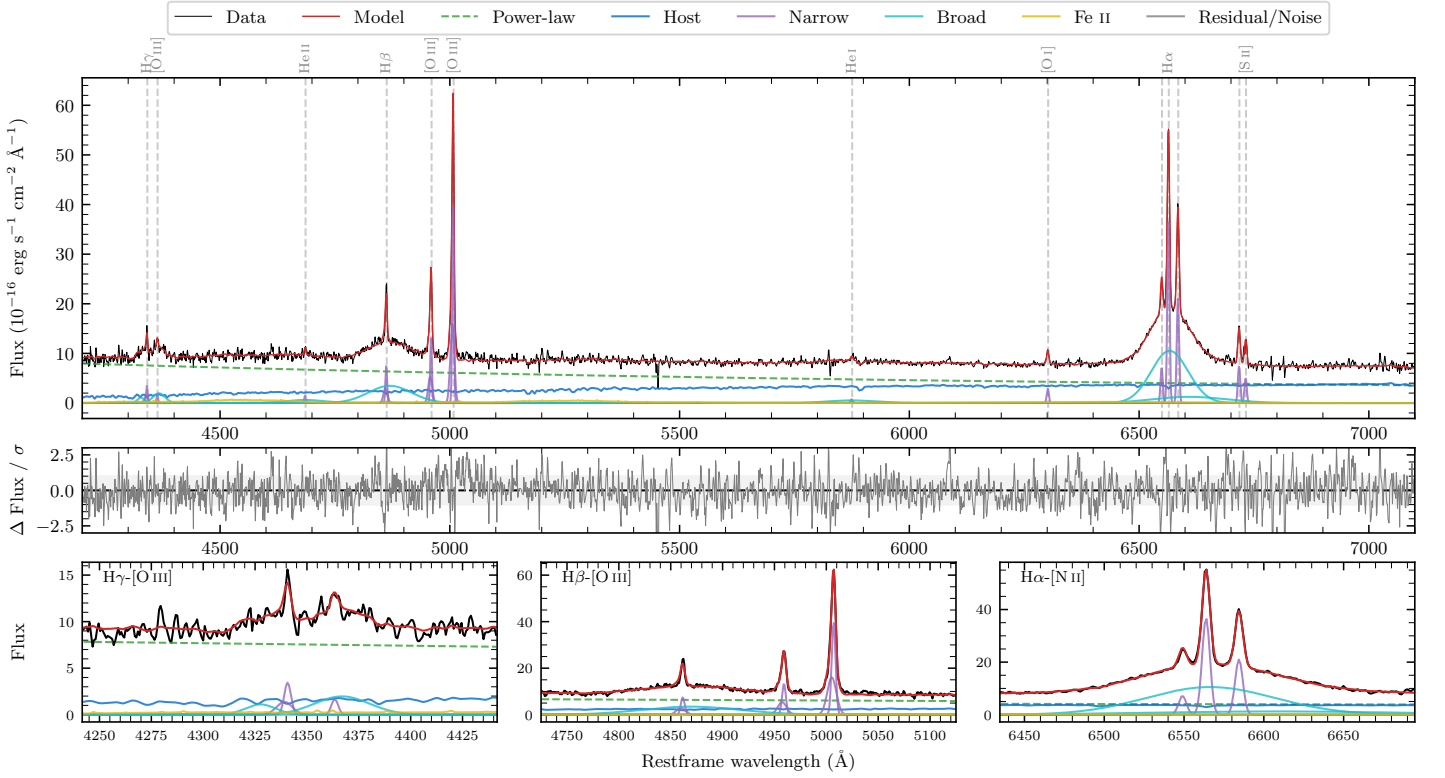 Data Model Power-law Host Narrow Broad Fe II Residual/Noise
Hγ [O III] He II Hβ [O III] [O III] He I [O I] Hα [S II]
60
50
40
30
20
10
0
Flux (10⁻¹⁶ erg s⁻¹ cm⁻² Å⁻¹)
4500 5000 5500 6000 6500 7000
2.5
0.0
−2.5
Δ Flux / σ
4500 5000 5500 6000 6500 7000
Hγ-[O III]
15
10
5
0
Flux
4250 4275 4300 4325 4350 4375 4400 4425
Hβ-[O III]
60
40
20
0
4750 4800 4850 4900 4950 5000 5050 5100
Hα-[N II]
40
20
0
6450 6500 6550 6600 6650
Restframe wavelength (Å)